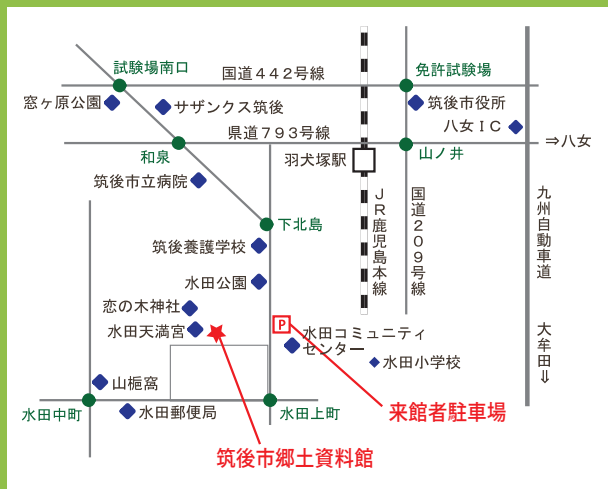 試験場南口
国道442号線
免許試験場
窓ヶ原公園
サザンクス筑後
筑後市役所
県道793号線
八女IC
⇒八女
和泉
羽犬塚駅
山ノ井
筑後市立病院
JR鹿児島本線
国道209号線
九州自動車道
下北島
筑後養護学校
水田公園
恋の木神社
水田天満宮
P
水田コミュニティ
センター
水田小学校
大牟田⇓
山梔窩
水田中町
水田郵便局
水田上町
来館者駐車場
筑後市郷土資料館